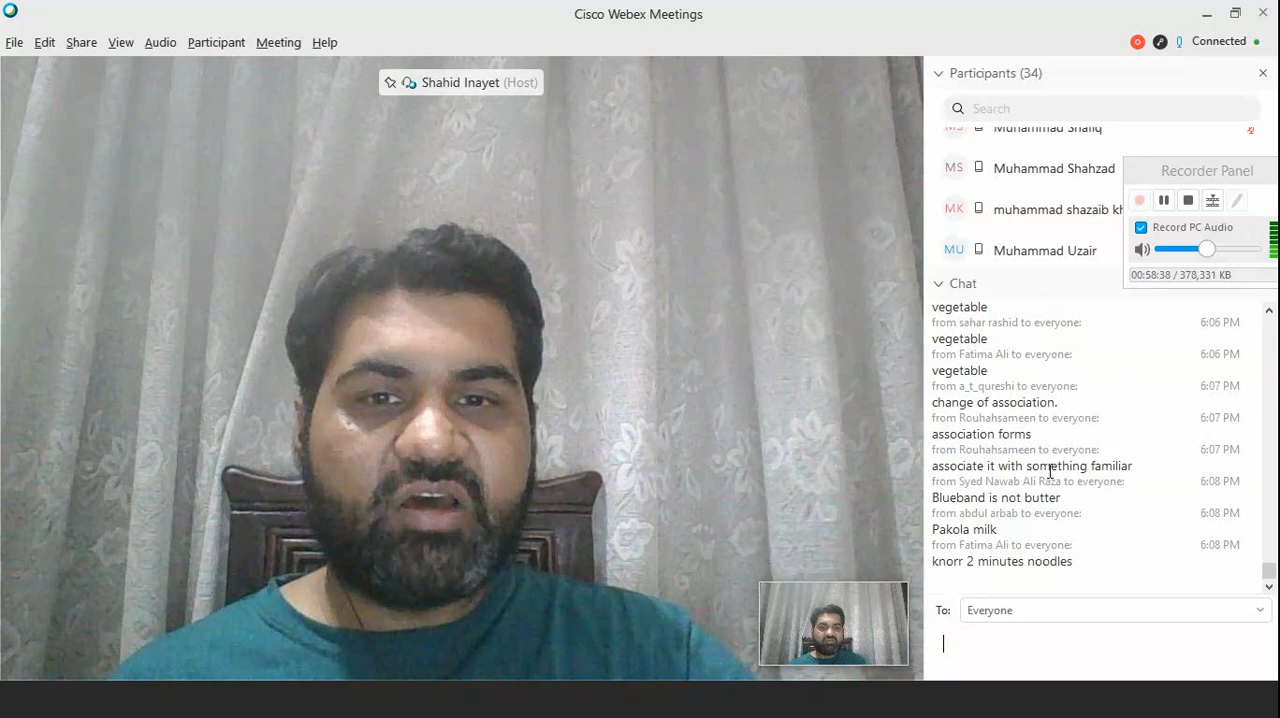 Cisco Webex Meetings
File Edit Share View Audio Participant Meeting Help
Connected
Shahid Inayet (Host)
Participants (34)
Search
MS Muhammad Shafiq
MS Muhammad Shahzad
MK muhammad shazaib kh
MU Muhammad Uzair
Recorder Panel
Record PC Audio
00:58:38 / 378,331 KB
Chat
vegetable
from sahar rashid to everyone: 6:06 PM
vegetable
from Fatima Ali to everyone: 6:06 PM
vegetable
from a_t_qureshi to everyone: 6:07 PM
change of association.
from Rouhahsameen to everyone: 6:07 PM
association forms
from Rouhahsameen to everyone: 6:07 PM
associate it with something familiar
from Syed Nawab Ali Raza to everyone: 6:08 PM
Blueband is not butter
from abdul arbab to everyone: 6:08 PM
Pakola milk
from Fatima Ali to everyone: 6:08 PM
knorr 2 minutes noodles
To: Everyone